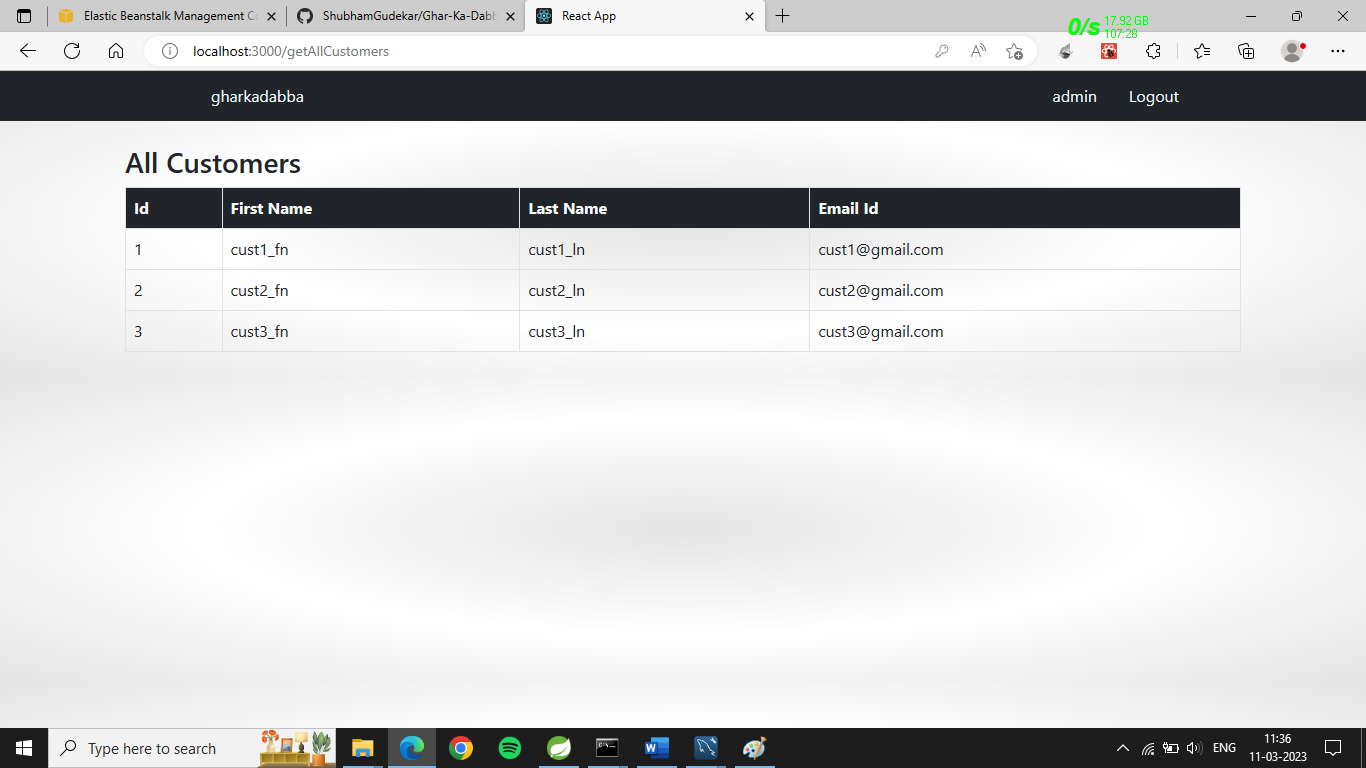 Elastic Beanstalk Management Co
ShubhamGudekar/Ghar-Ka-Dabb
React App
0/s 17.92 GB
107:28
localhost:3000/getAllCustomers
gharkadabba admin Logout
All Customers
Id First Name Last Name Email Id
1 cust1_fn cust1_ln cust1@gmail.com
2 cust2_fn cust2_ln cust2@gmail.com
3 cust3_fn cust3_ln cust3@gmail.com
Type here to search
ENG
11:36
11-03-2023